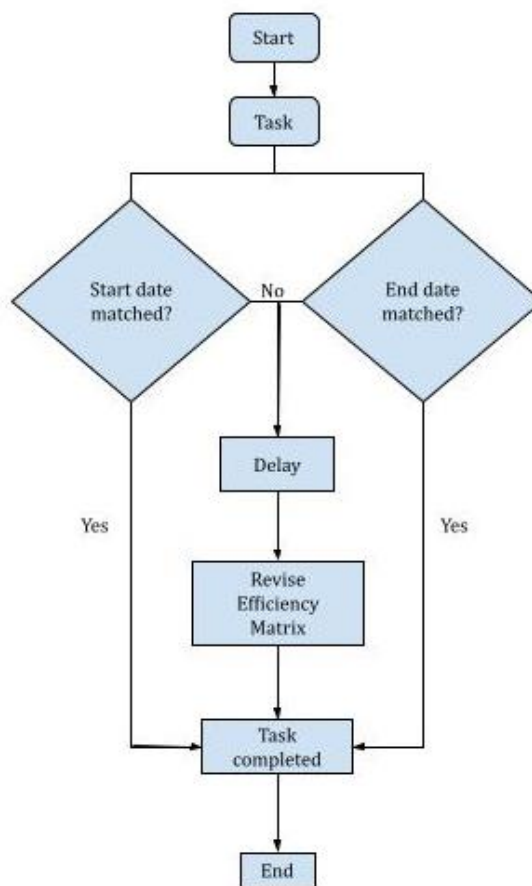 Start
Task
Start date
matched?
No
End date
matched?
Delay
Yes
Yes
Revise
Efficiency
Matrix
Task
completed
End